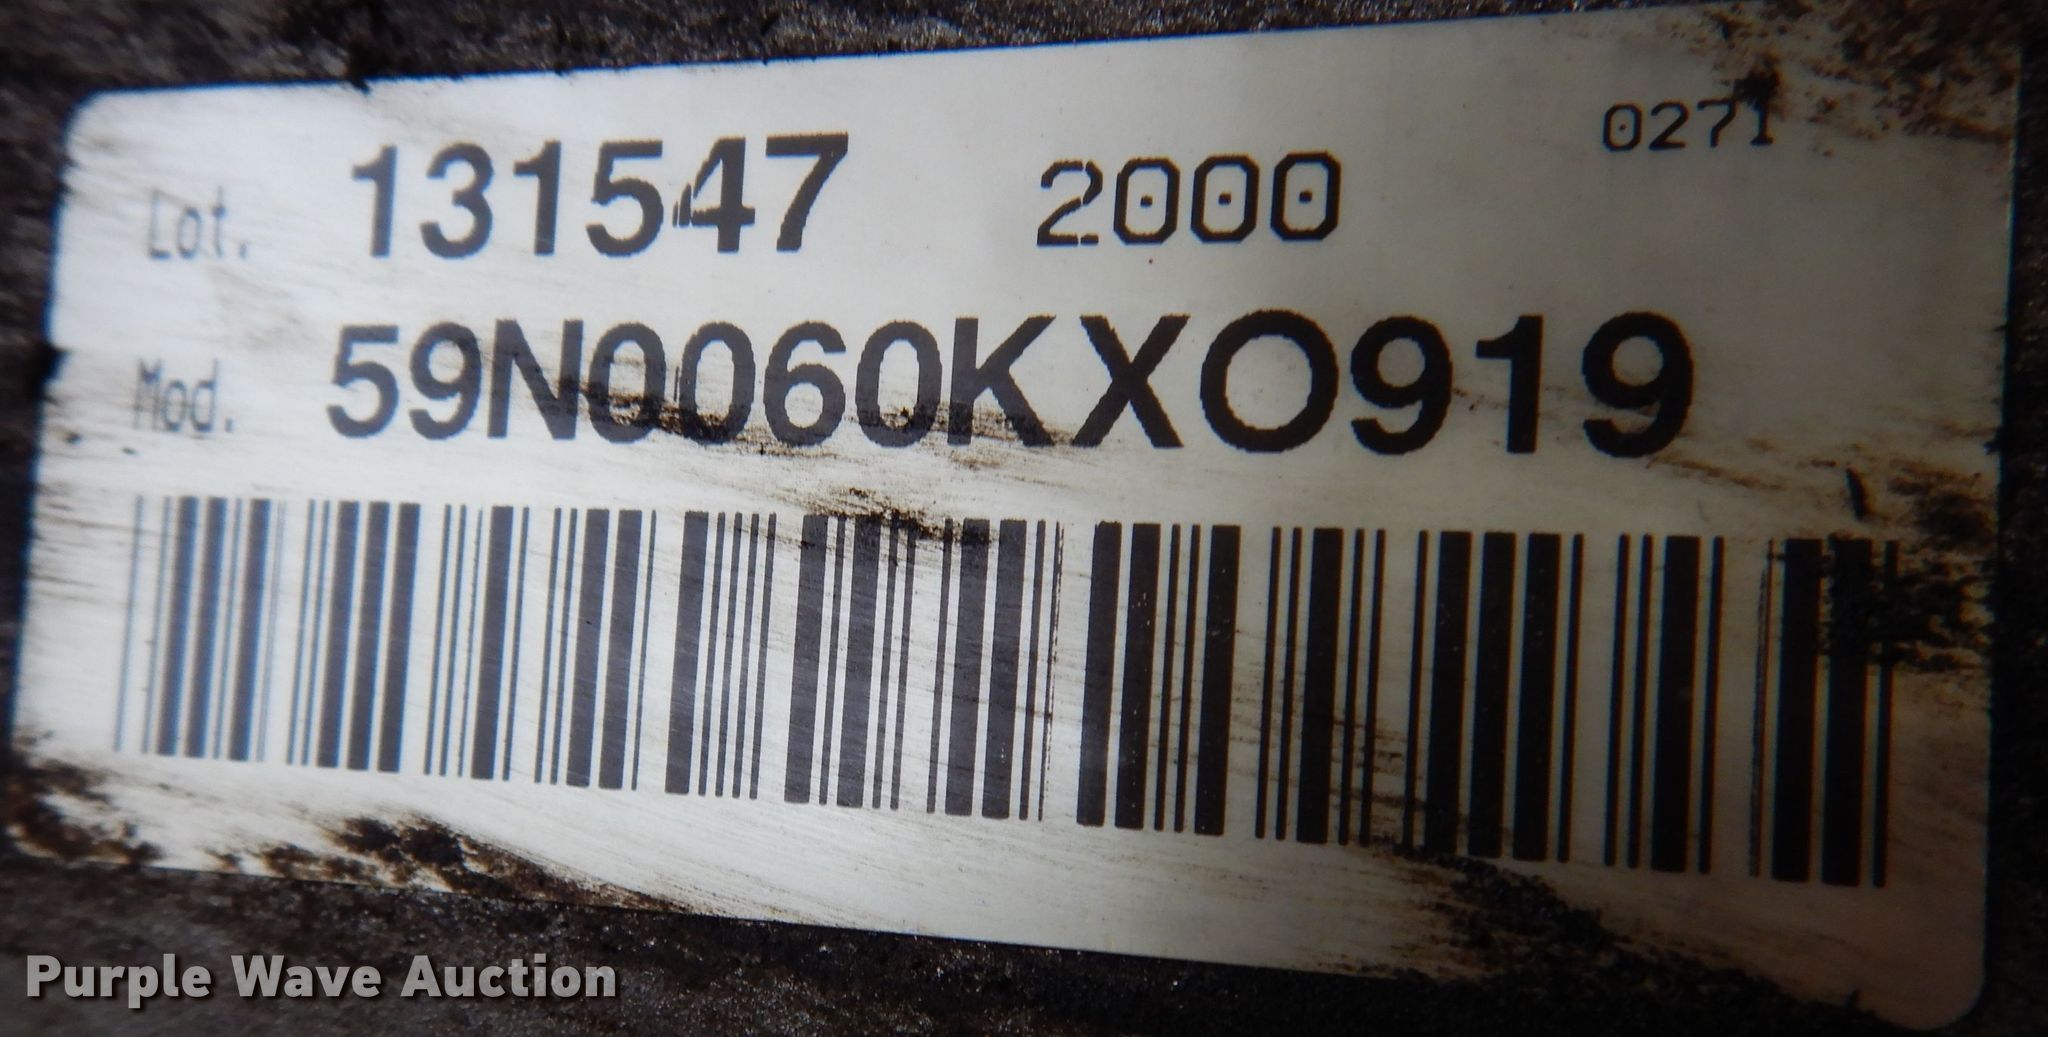 Lot. 131547 2000 0271
Mod. 59N0060KXO919
Purple Wave Auction